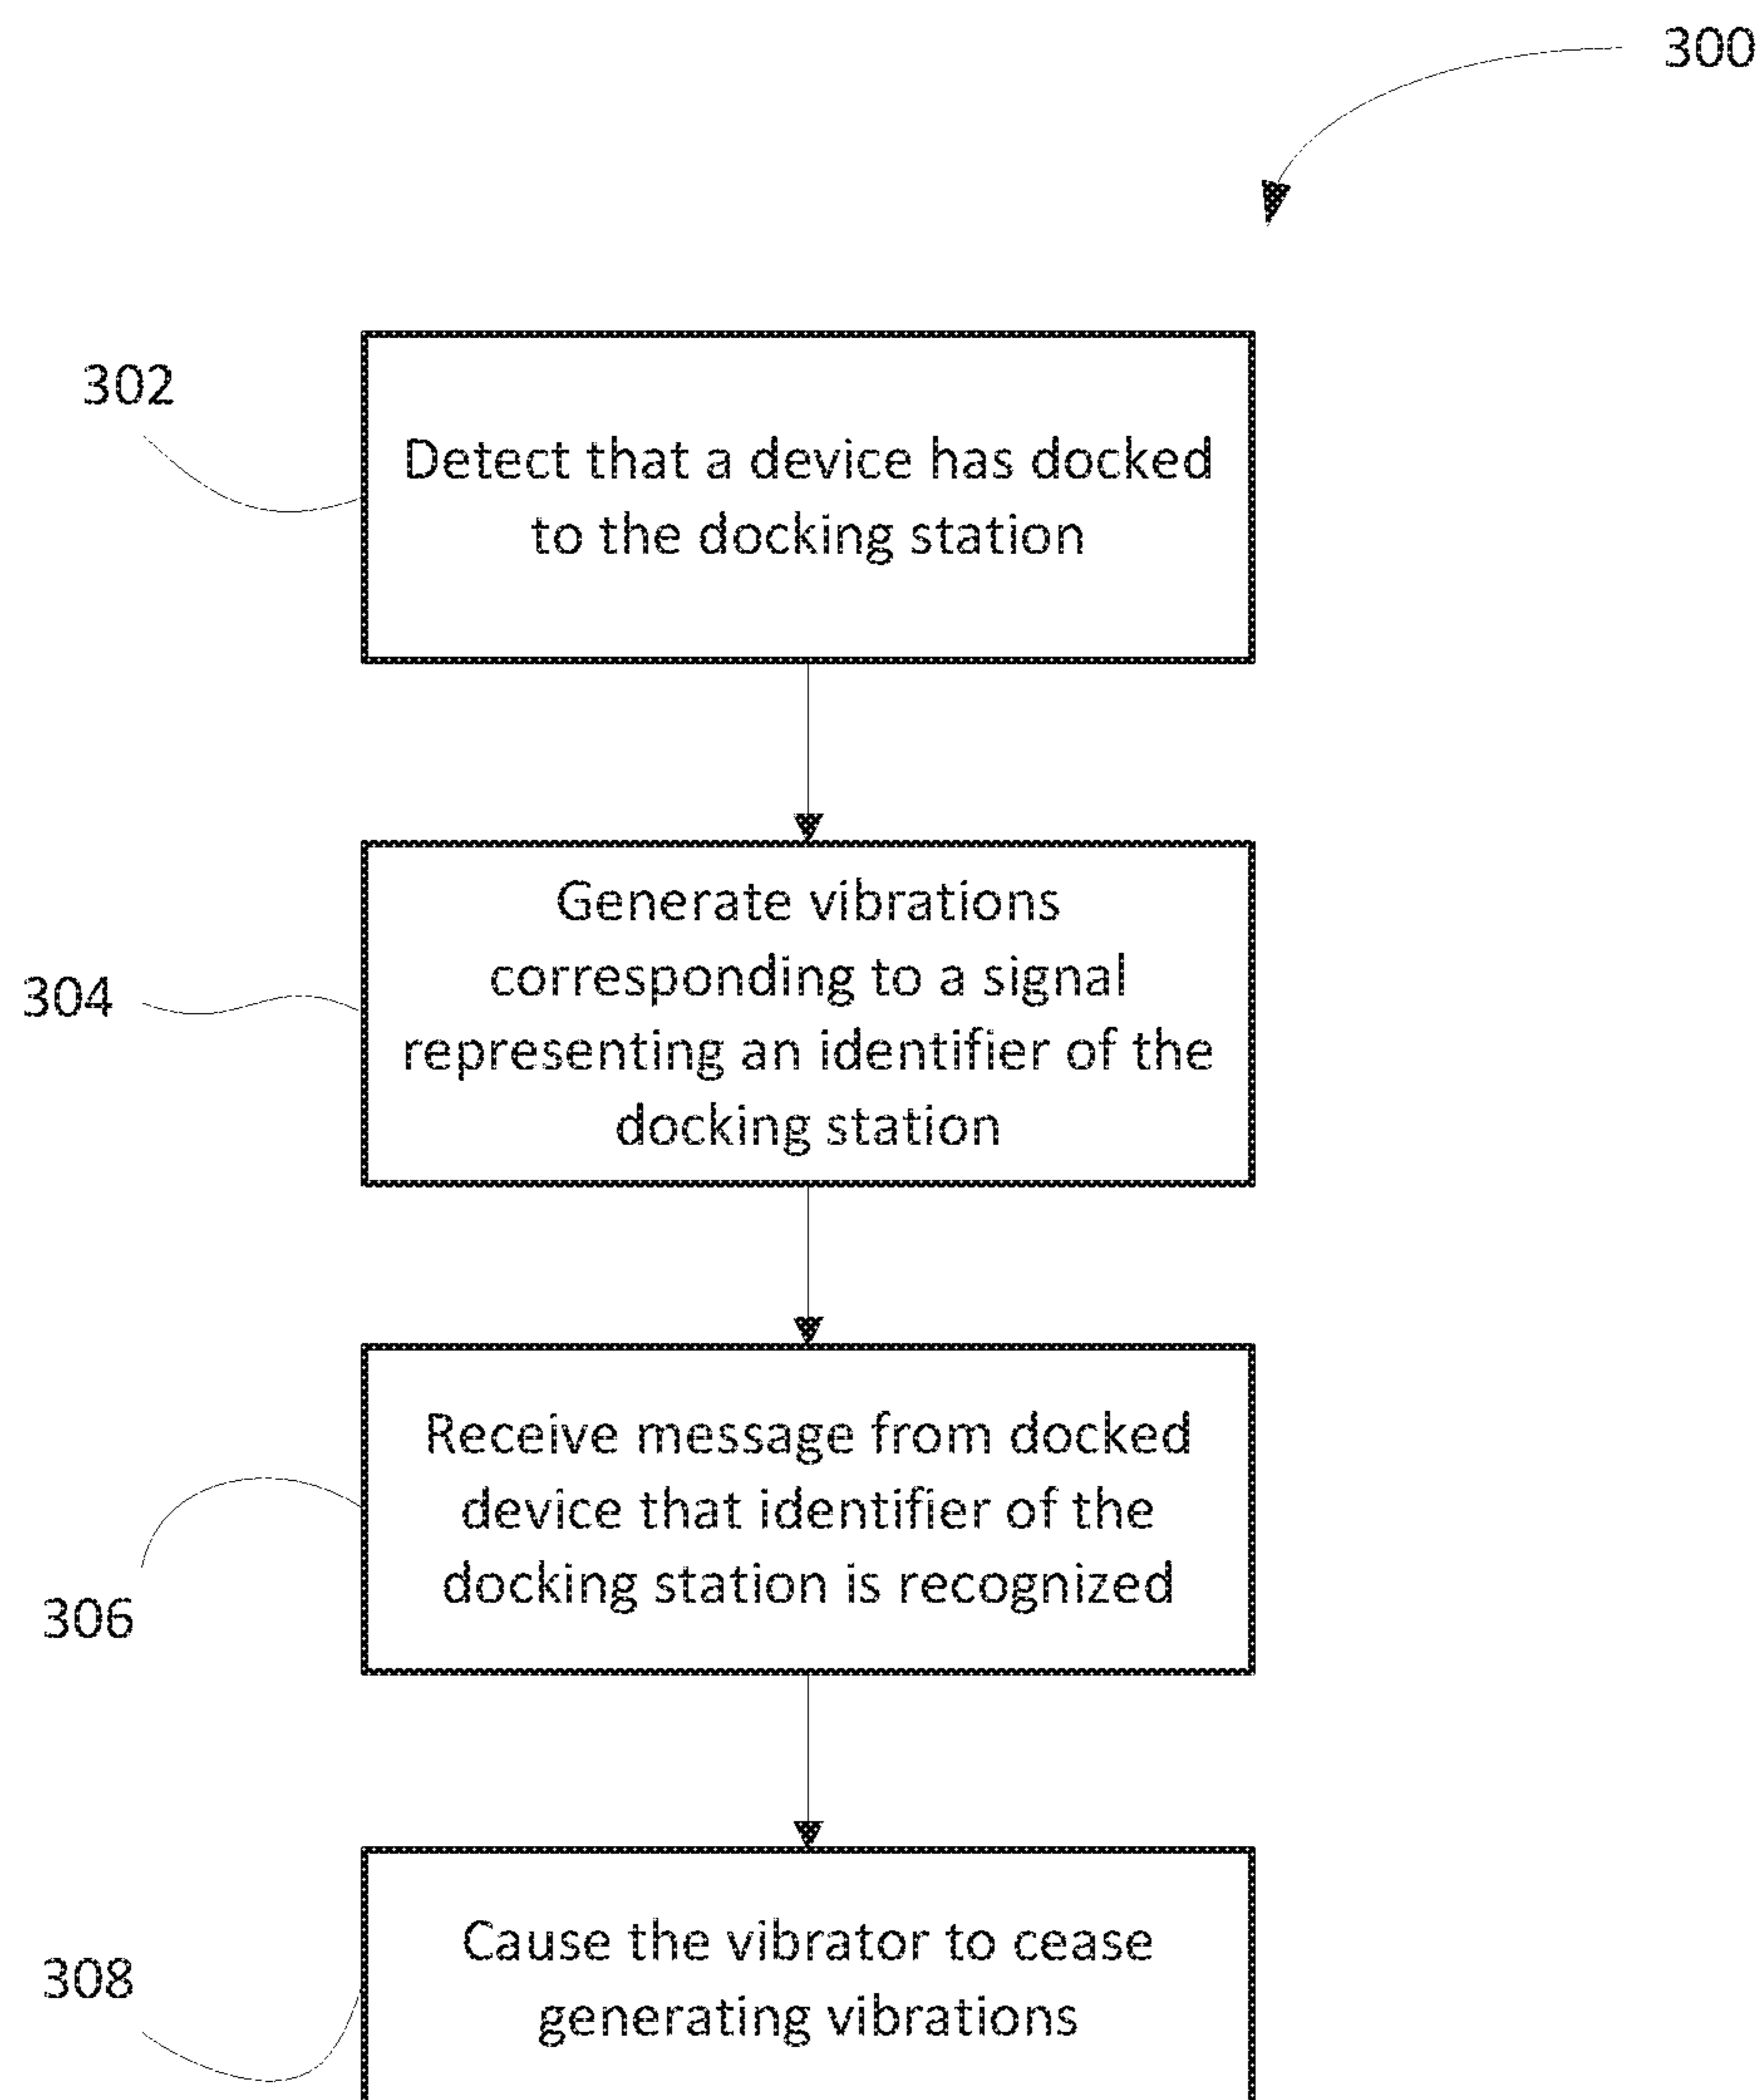 300
302
Detect that a device has docked
to the docking station
304
Generate vibrations
corresponding to a signal
representing an identifier of the
docking station
306
Receive message from docked
device that identifier of the
docking station is recognized
308
Cause the vibrator to cease
generating vibrations